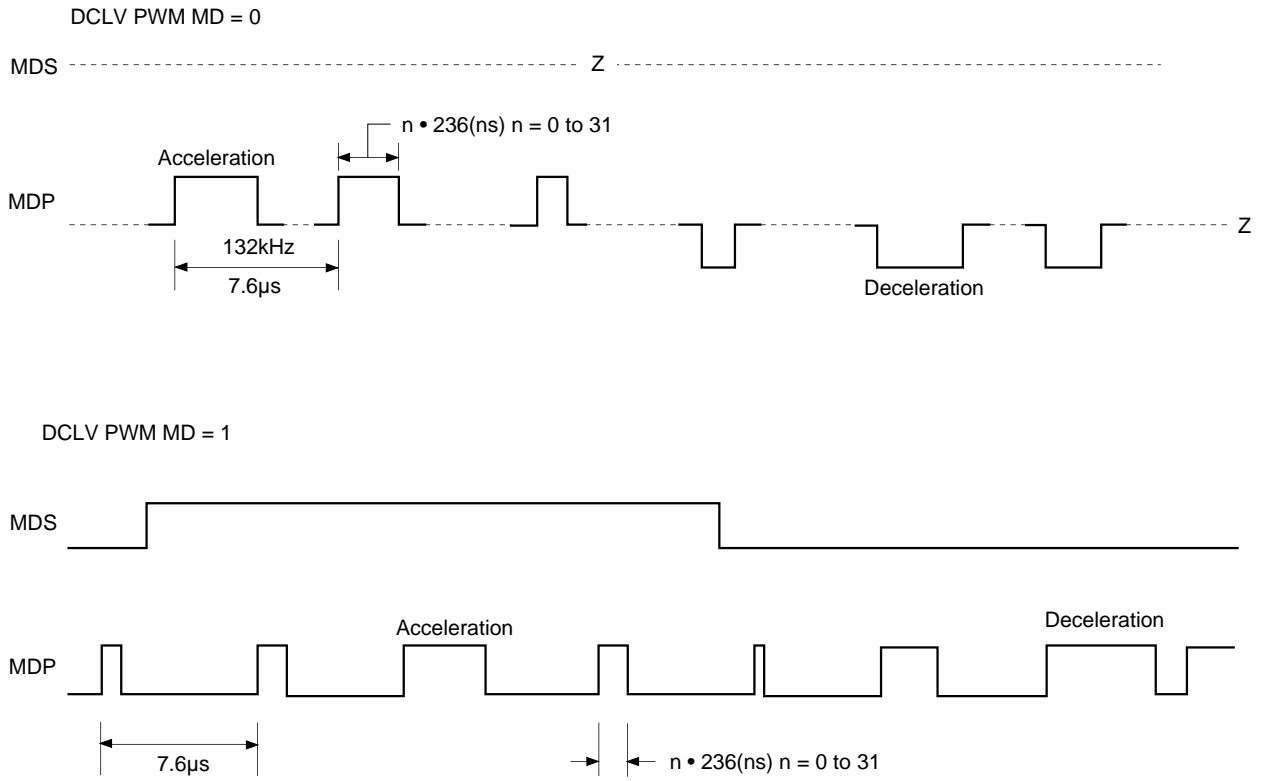 DCLV PWM MD = 0
MDS
Z
n • 236(ns) n = 0 to 31
Acceleration
MDP
Z
132kHz
7.6µs
Deceleration
DCLV PWM MD = 1
MDS
Acceleration
Deceleration
MDP
7.6µs
n • 236(ns) n = 0 to 31